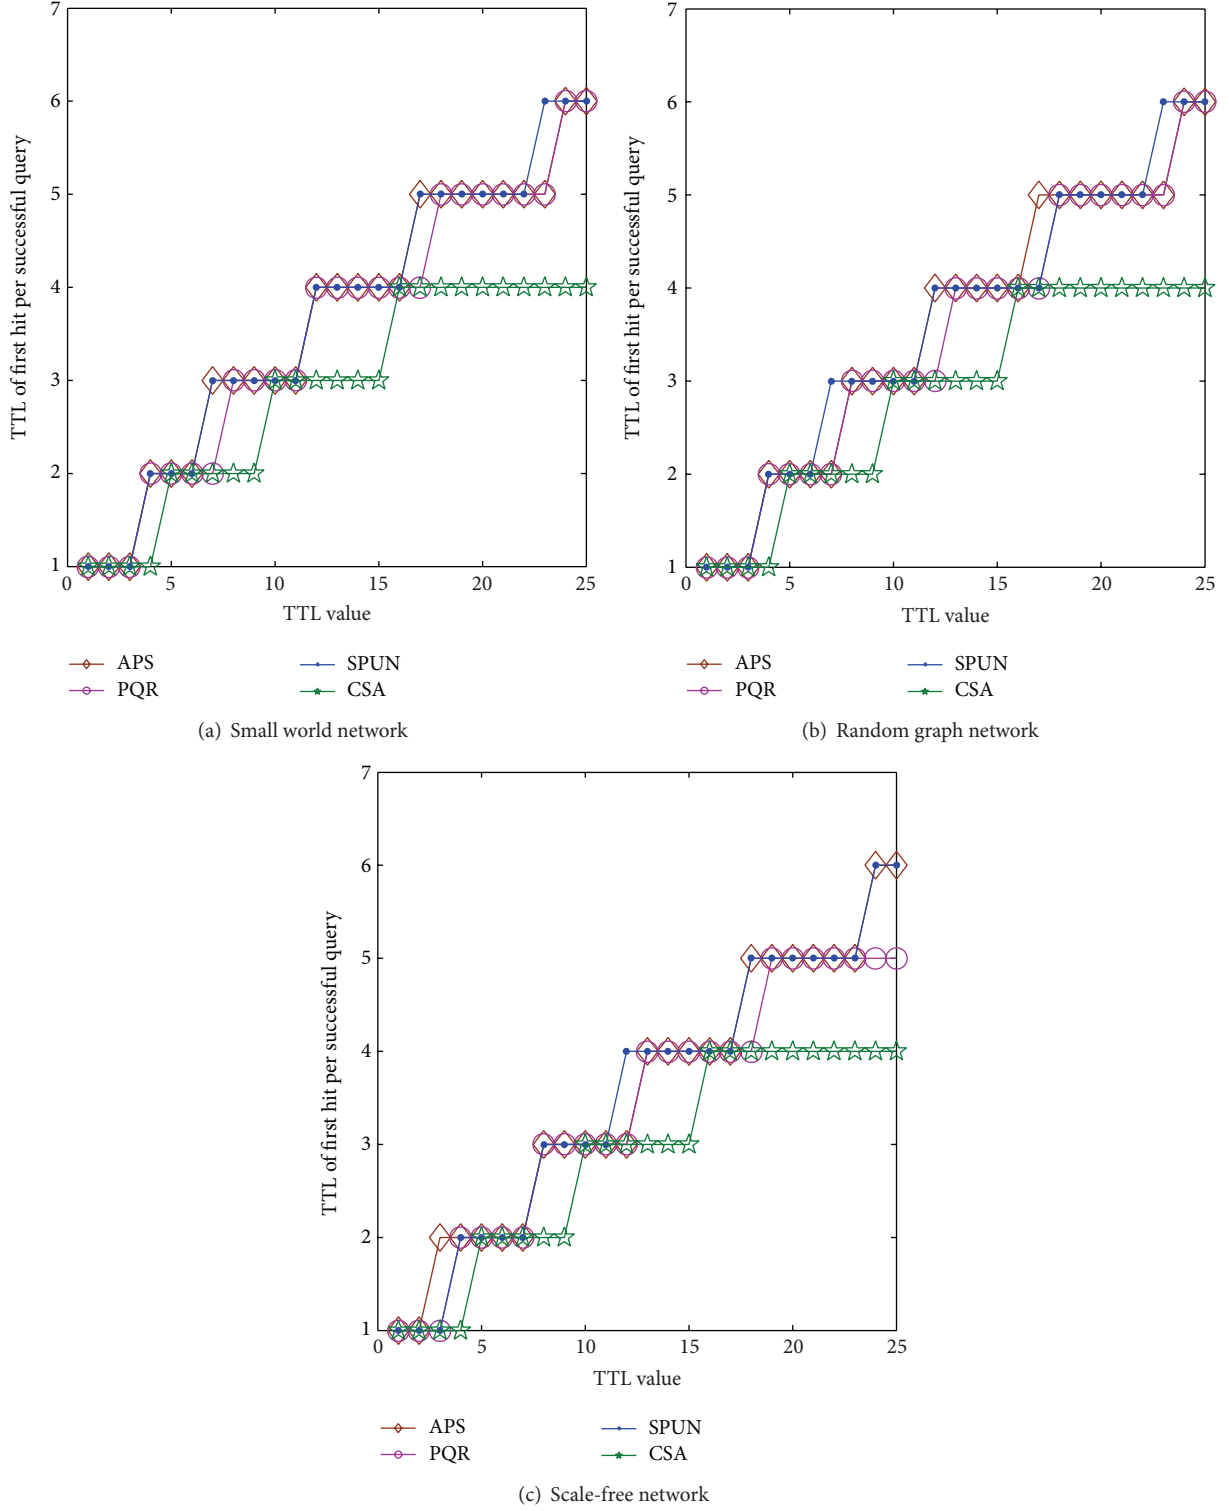 7
6
5
4
3
2
1
0 5 10 15 20 25
TTL of first hit per successful query
TTL value
APS
PQR
SPUN
CSA
(a) Small world network
7
6
5
4
3
2
1
0 5 10 15 20 25
TTL of first hit per successful query
TTL value
APS
PQR
SPUN
CSA
(b) Random graph network
7
6
5
4
3
2
1
0 5 10 15 20 25
TTL of first hit per successful query
TTL value
APS
PQR
SPUN
CSA
(c) Scale-free network